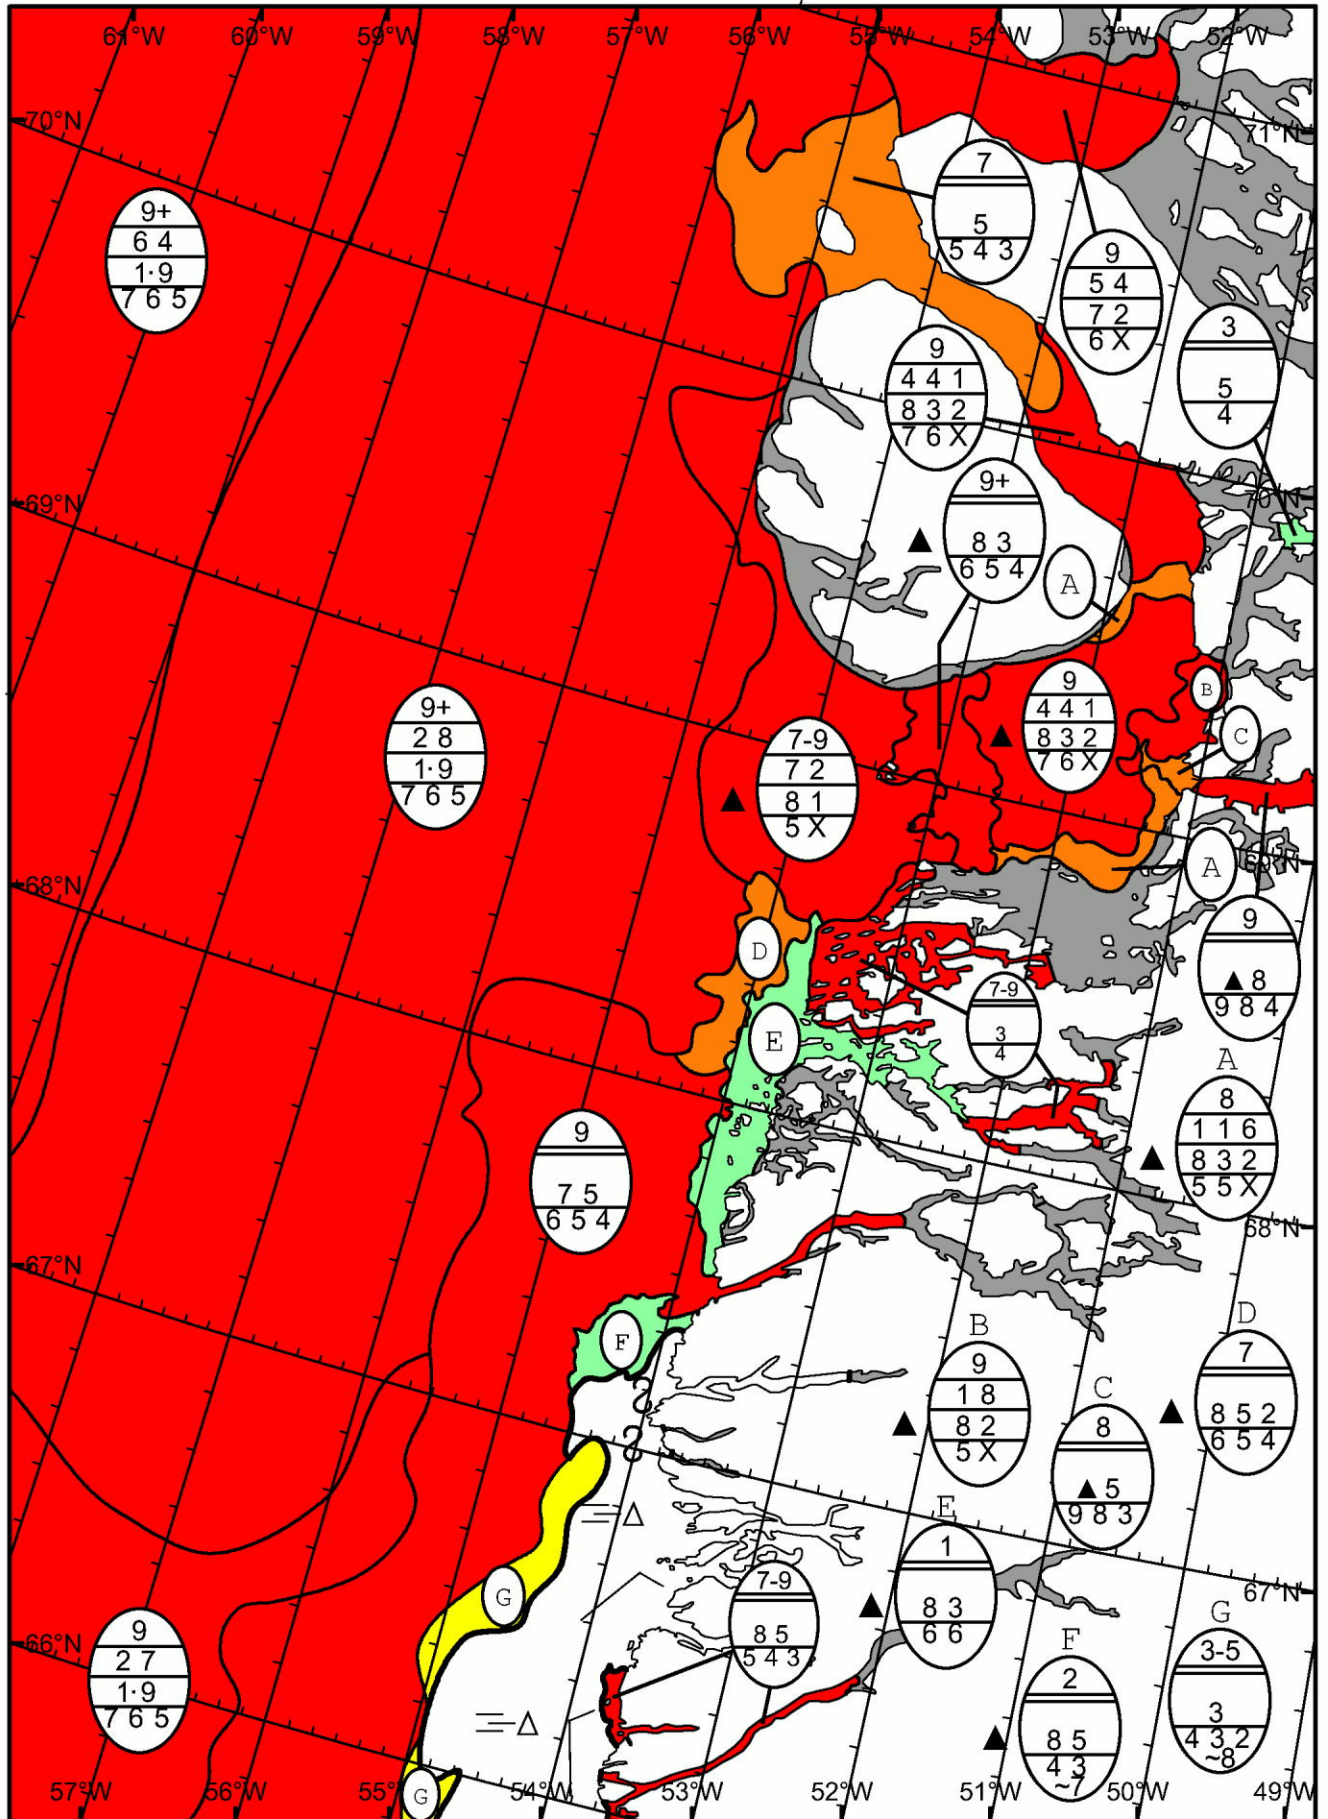 61°W 60°W 59°W 58°W 57°W 56°W 55°W 54°W 53°W 52°W
70°N
71°N
7
5
5 4 3
9+
6 4
1·9
7 6 5
9
5 4
7 2
6 X
3
5
4
9
4 4 1
8 3 2
7 6 X
69°N
70°N
9+
8 3
6 5 4
A
9
4 4 1
8 3 2
7 6 X
B
C
9+
2 8
1·9
7 6 5
7-9
7 2
8 1
5 X
68°N
A
69°N
D
9
8
9 8 4
E
7-9
3
4
A
8
1 1 6
8 3 2
5 5 X
9
7 5
6 5 4
68°N
67°N
F
B
9
1 8
8 2
5 X
C
8
5
9 8 3
D
7
8 5 2
6 5 4
G
E
1
8 3
6 6
67°N
7-9
8 5
5 4 3
66°N
9
2 7
1·9
7 6 5
F
2
8 5
4 3
~7
G
3-5
3
4 3 2
~8
G
57°W 56°W 55°W 54°W 53°W 52°W 51°W 50°W 49°W